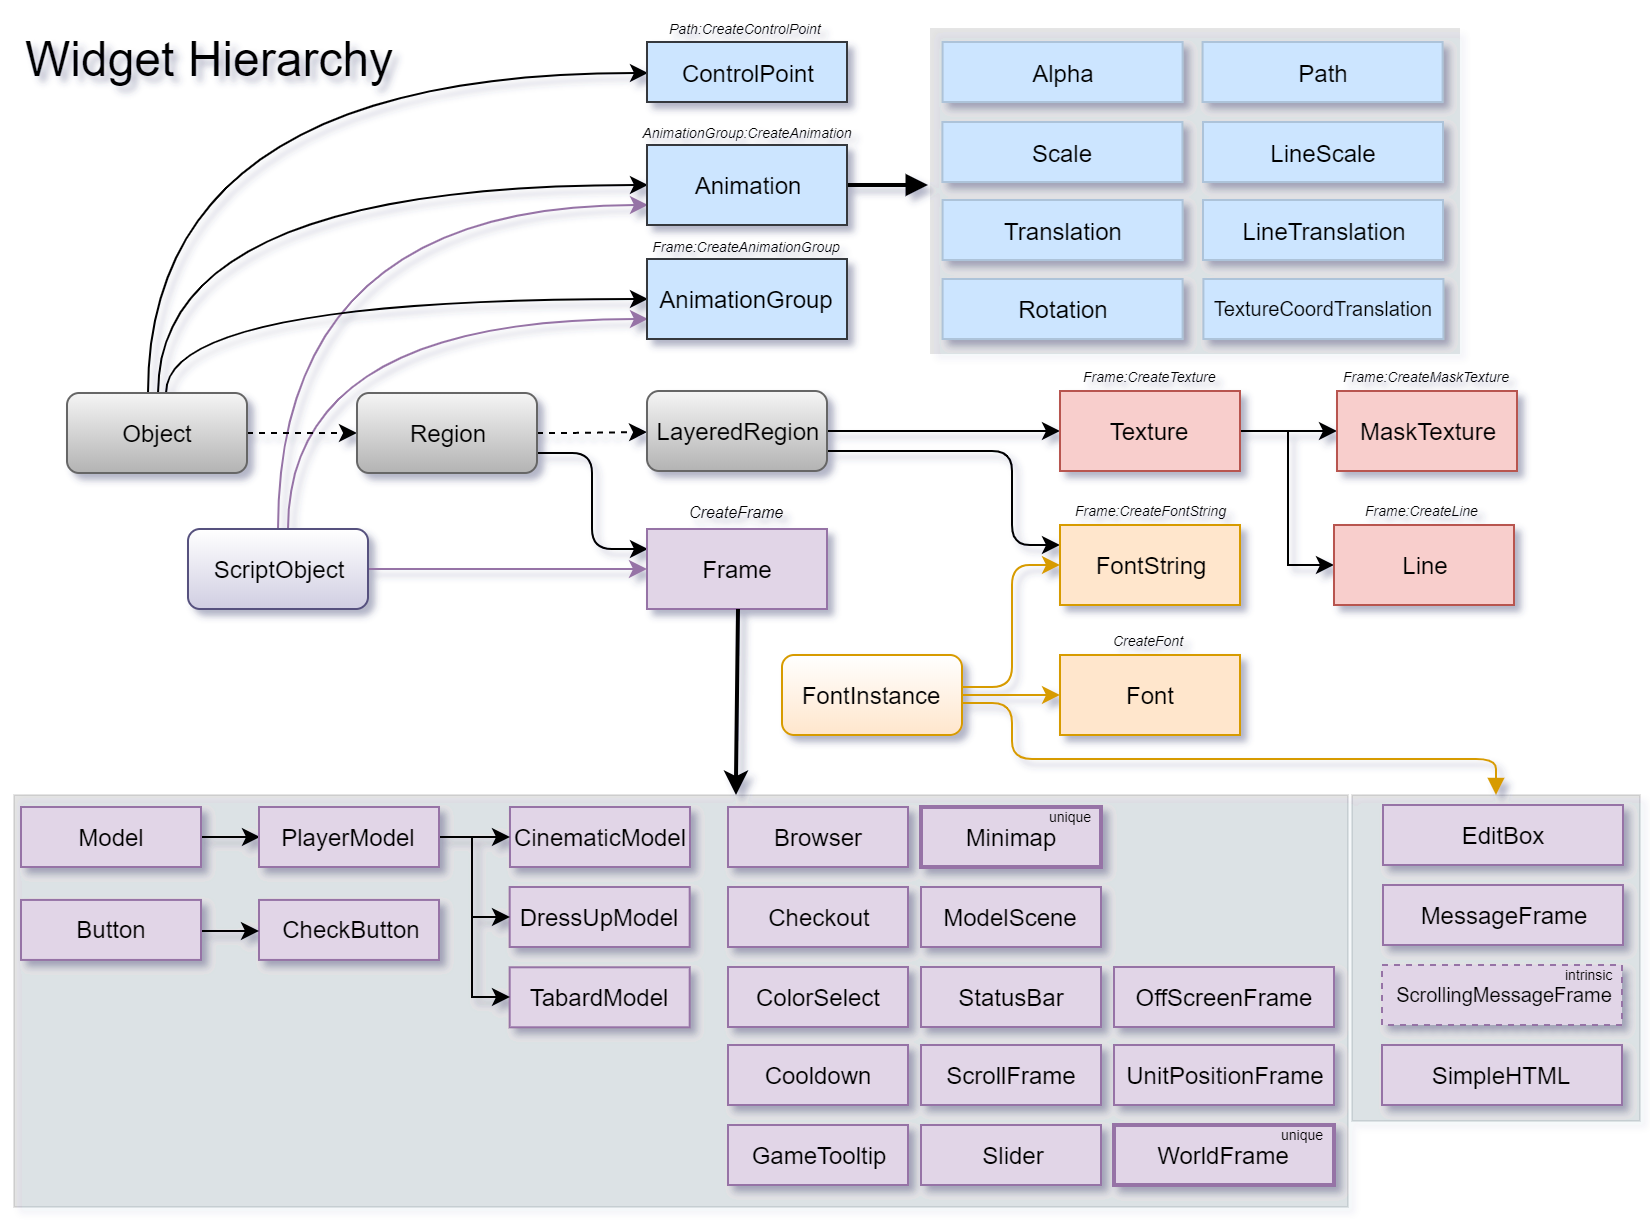 Widget Hierarchy
Path:CreateControlPoint
ControlPoint
AnimationGroup:CreateAnimation
Animation
Frame:CreateAnimationGroup
AnimationGroup
Alpha
Path
Scale
LineScale
Translation
LineTranslation
Rotation
TextureCoordTranslation
Object
Region
LayeredRegion
Frame:CreateTexture
Texture
Frame:CreateMaskTexture
MaskTexture
ScriptObject
CreateFrame
Frame
Frame:CreateFontString
FontString
Frame:CreateLine
Line
FontInstance
CreateFont
Font
Model
PlayerModel
CinematicModel
Button
CheckButton
DressUpModel
TabardModel
Browser
unique
Minimap
Checkout
ModelScene
ColorSelect
StatusBar
OffScreenFrame
Cooldown
ScrollFrame
UnitPositionFrame
GameTooltip
Slider
unique
WorldFrame
EditBox
MessageFrame
intrinsic
ScrollingMessageFrame
SimpleHTML